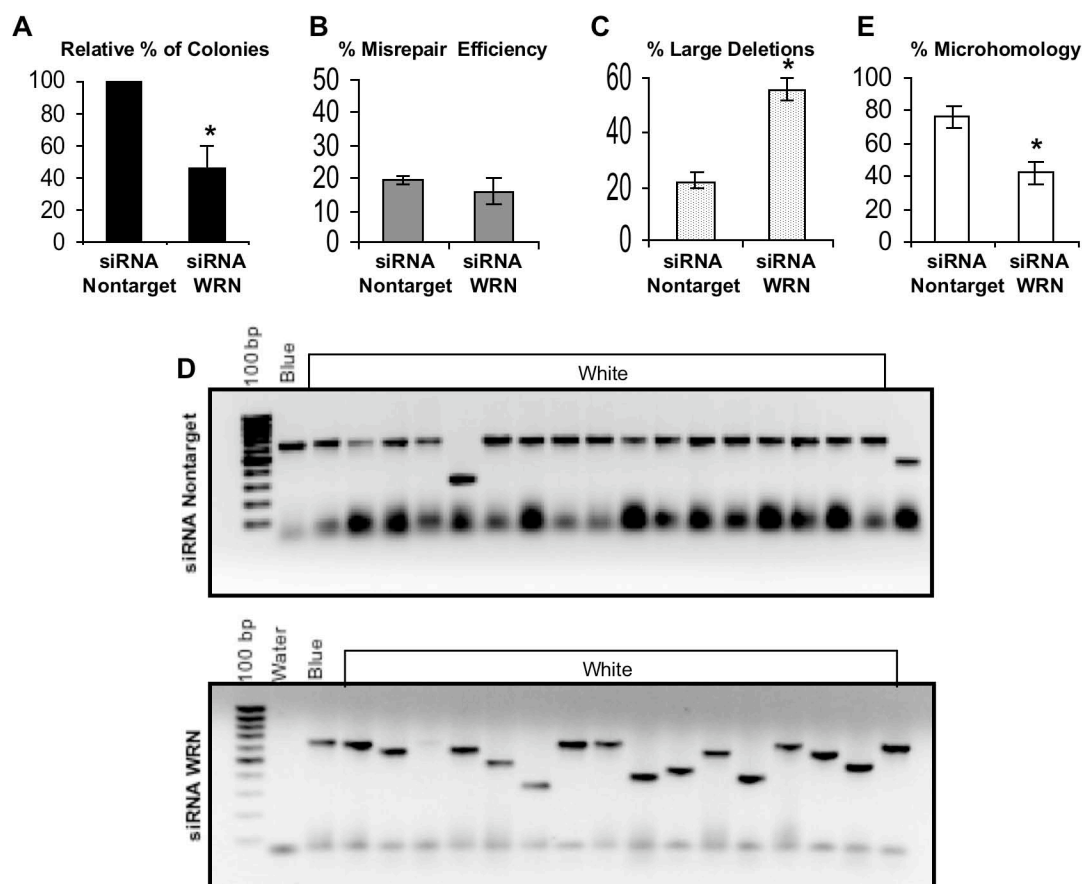 A
Relative % of Colonies
100
80
60
40
20
0
*
siRNA
Nontarget
siRNA
WRN
B
% Misrepair Efficiency
50
40
30
20
10
0
siRNA
Nontarget
siRNA
WRN
C
% Large Deletions
60
40
20
0
*
siRNA
Nontarget
siRNA
WRN
E
% Microhomology
100
80
60
40
20
0
*
siRNA
Nontarget
siRNA
WRN
D
100 bp
Blue
White
siRNA Nontarget
100 bp
Water
Blue
White
siRNA WRN